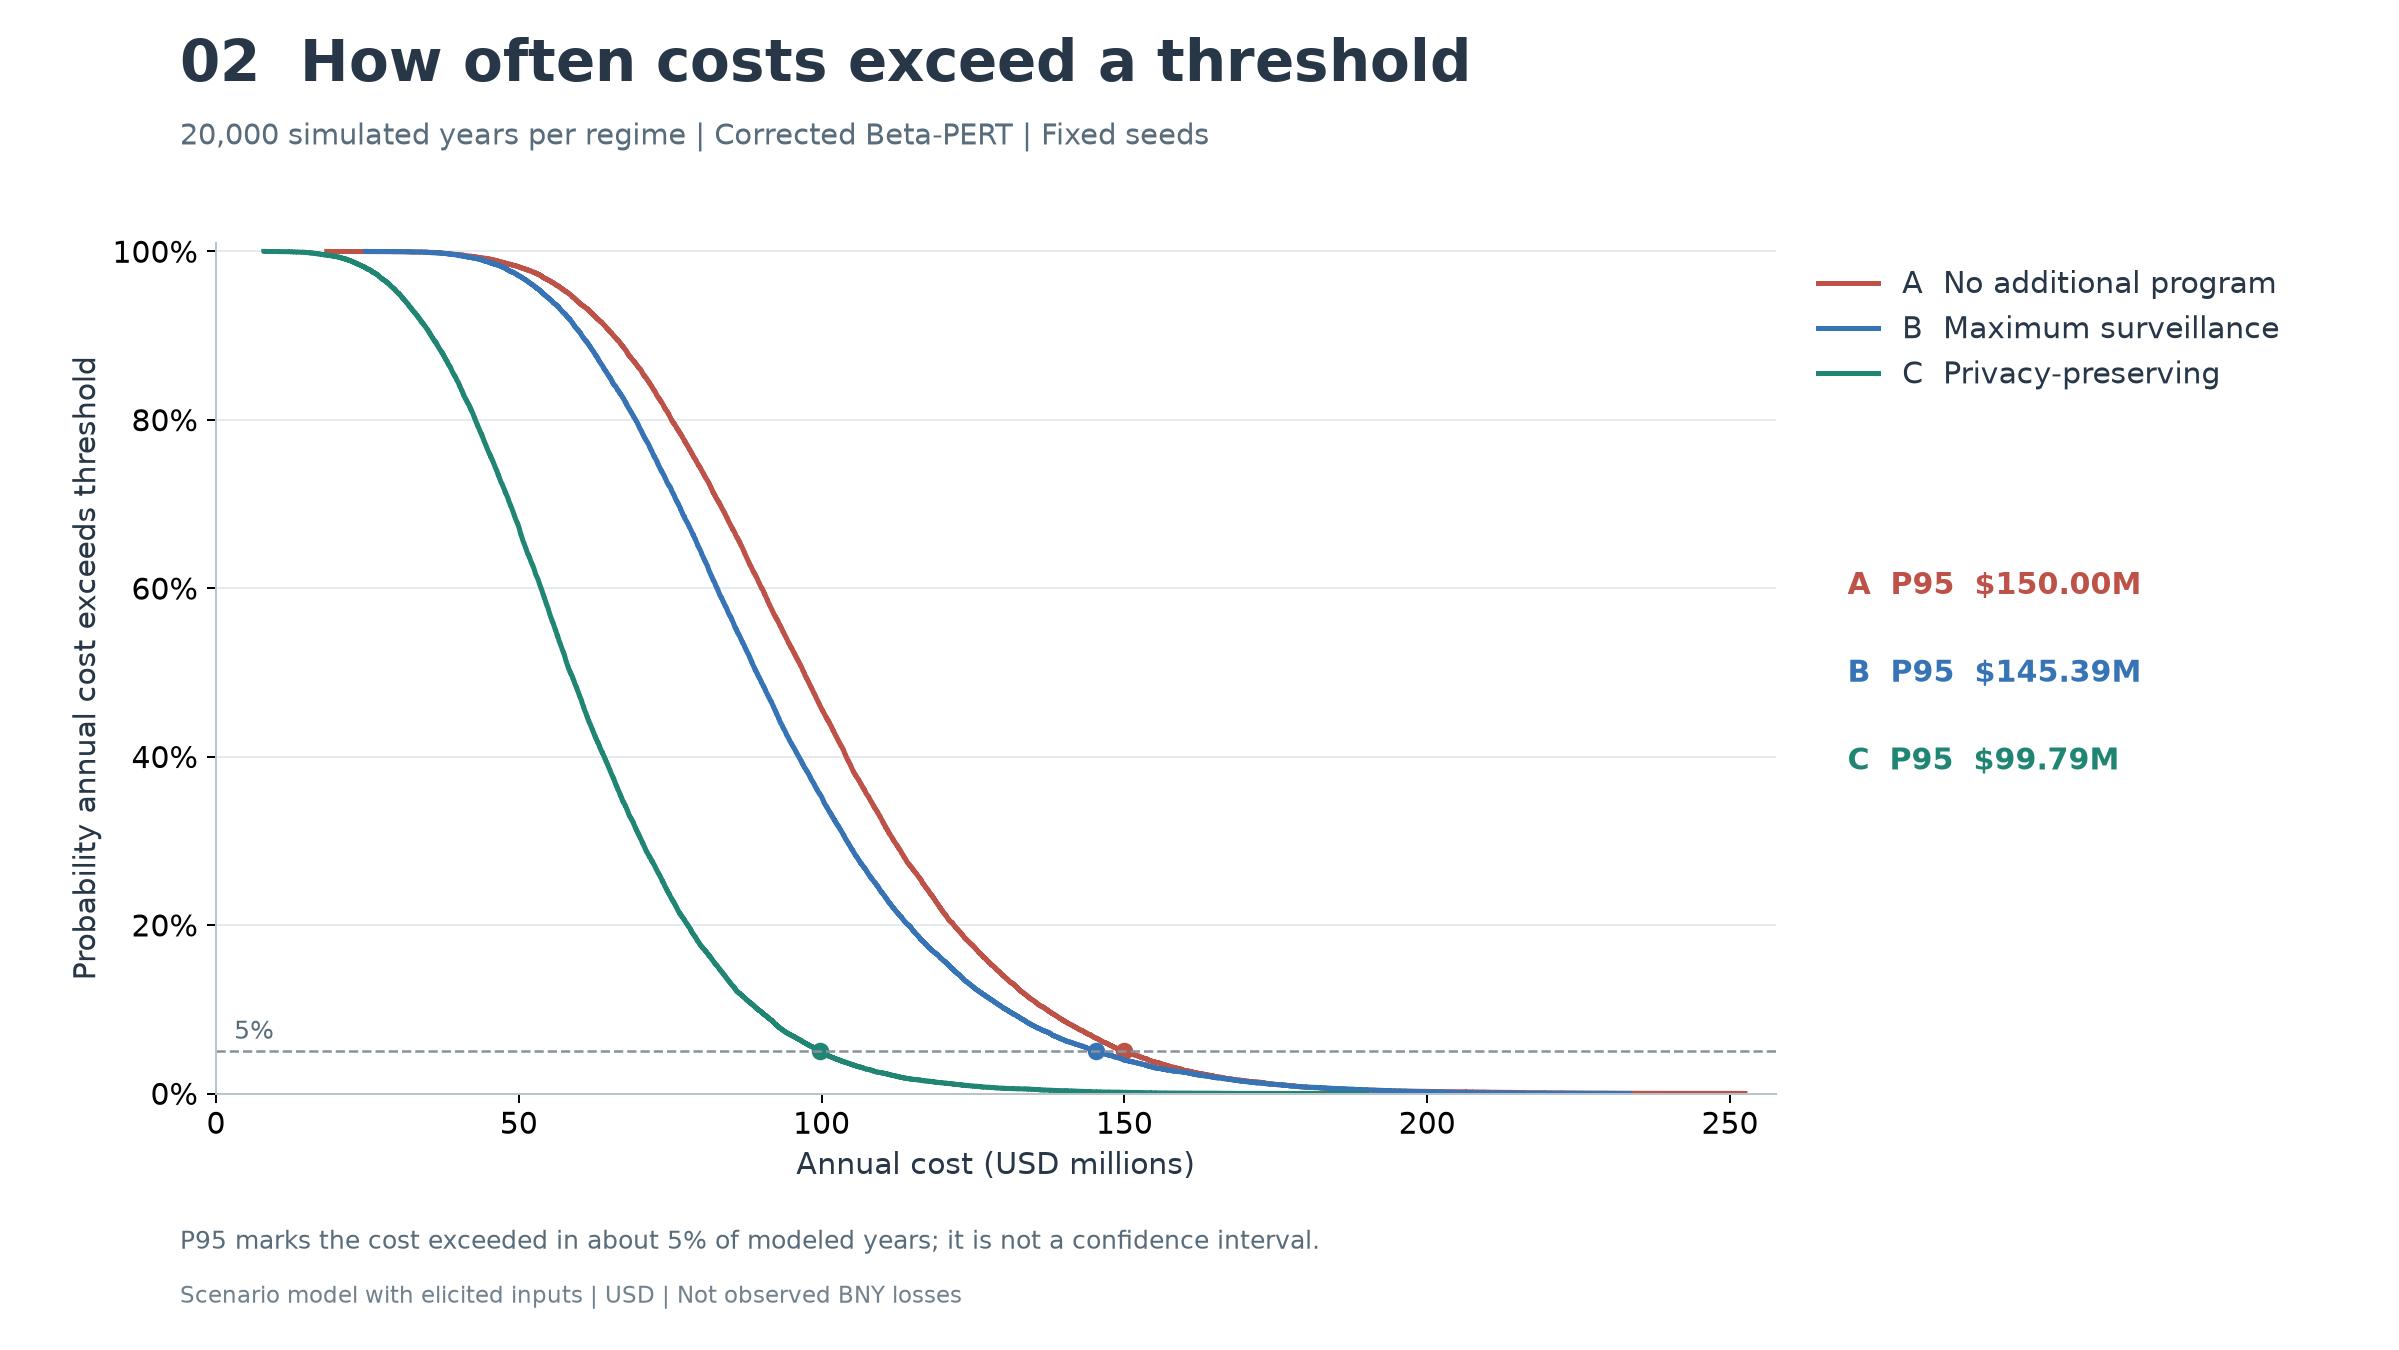 02  How often costs exceed a threshold
20,000 simulated years per regime | Corrected Beta-PERT | Fixed seeds
Probability annual cost exceeds threshold
100%
80%
60%
40%
20%
0%
5%
0
50
100
150
200
250
Annual cost (USD millions)
A  No additional program
B  Maximum surveillance
C  Privacy-preserving
A  P95  $150.00M
B  P95  $145.39M
C  P95  $99.79M
P95 marks the cost exceeded in about 5% of modeled years; it is not a confidence interval.
Scenario model with elicited inputs | USD | Not observed BNY losses